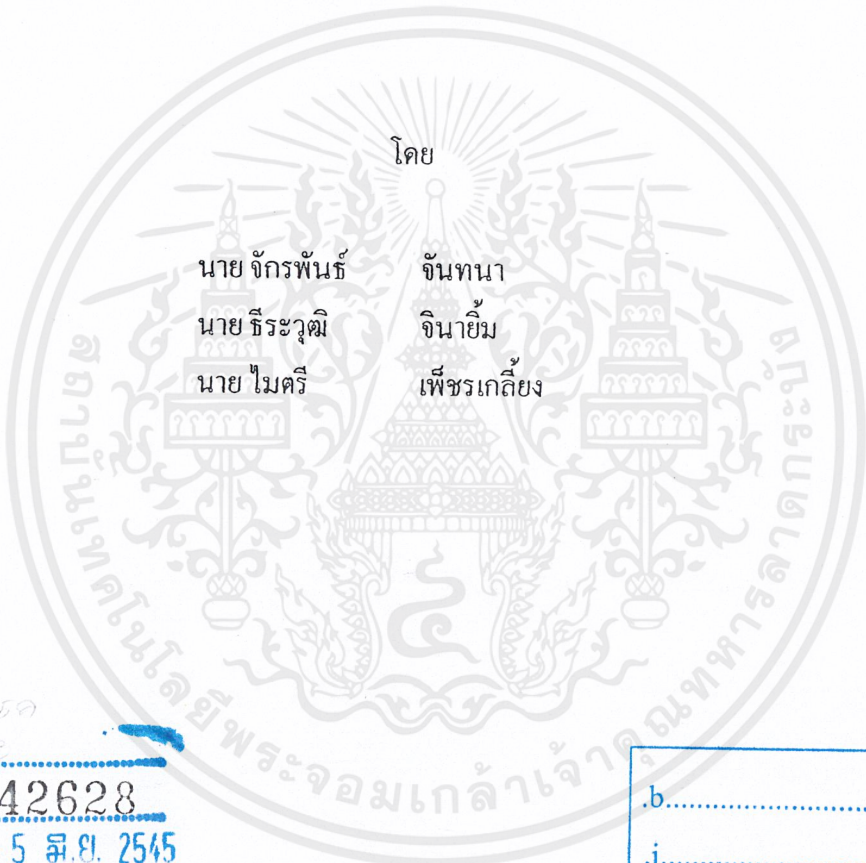 โดย
นาย จักรพันธ์ จันทนา
นาย ธีระวุฒิ จินายิ้ม
นาย ไมตรี เพ็ชรเกลี้ยง
สถาบันเทคโนโลยีพระจอมเกล้าเจ้าคุณทหารลาดกระบัง
๔
42628
5 มิ.ย. 2545
.b
.i